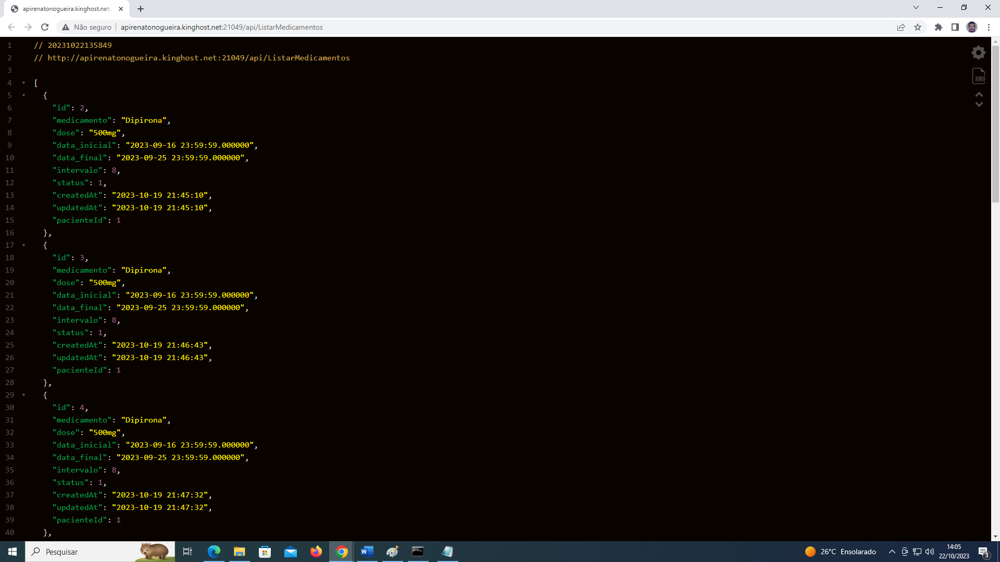 apirenatonogueira.kinghost.net:
Não seguro
apirenatonogueira.kinghost.net:21049/api/ListarMedicamentos
1 // 20231022135849
2 // http://apirenatonogueira.kinghost.net:21049/api/ListarMedicamentos
3
4 [
5 {
6 "id": 2,
7 "medicamento": "Dipirona",
8 "dose": "500mg",
9 "data_inicial": "2023-09-16 23:59:59.000000",
10 "data_final": "2023-09-25 23:59:59.000000",
11 "intervalo": 8,
12 "status": 1,
13 "createdAt": "2023-10-19 21:45:10",
14 "updatedAt": "2023-10-19 21:45:10",
15 "pacienteId": 1
16 },
17 {
18 "id": 3,
19 "medicamento": "Dipirona",
20 "dose": "500mg",
21 "data_inicial": "2023-09-16 23:59:59.000000",
22 "data_final": "2023-09-25 23:59:59.000000",
23 "intervalo": 8,
24 "status": 1,
25 "createdAt": "2023-10-19 21:46:43",
26 "updatedAt": "2023-10-19 21:46:43",
27 "pacienteId": 1
28 },
29 {
30 "id": 4,
31 "medicamento": "Dipirona",
32 "dose": "500mg",
33 "data_inicial": "2023-09-16 23:59:59.000000",
34 "data_final": "2023-09-25 23:59:59.000000",
35 "intervalo": 8,
36 "status": 1,
37 "createdAt": "2023-10-19 21:47:32",
38 "updatedAt": "2023-10-19 21:47:32",
39 "pacienteId": 1
40 },
RAW
Pesquisar
26°C Ensolarado
14:05
22/10/2023
3